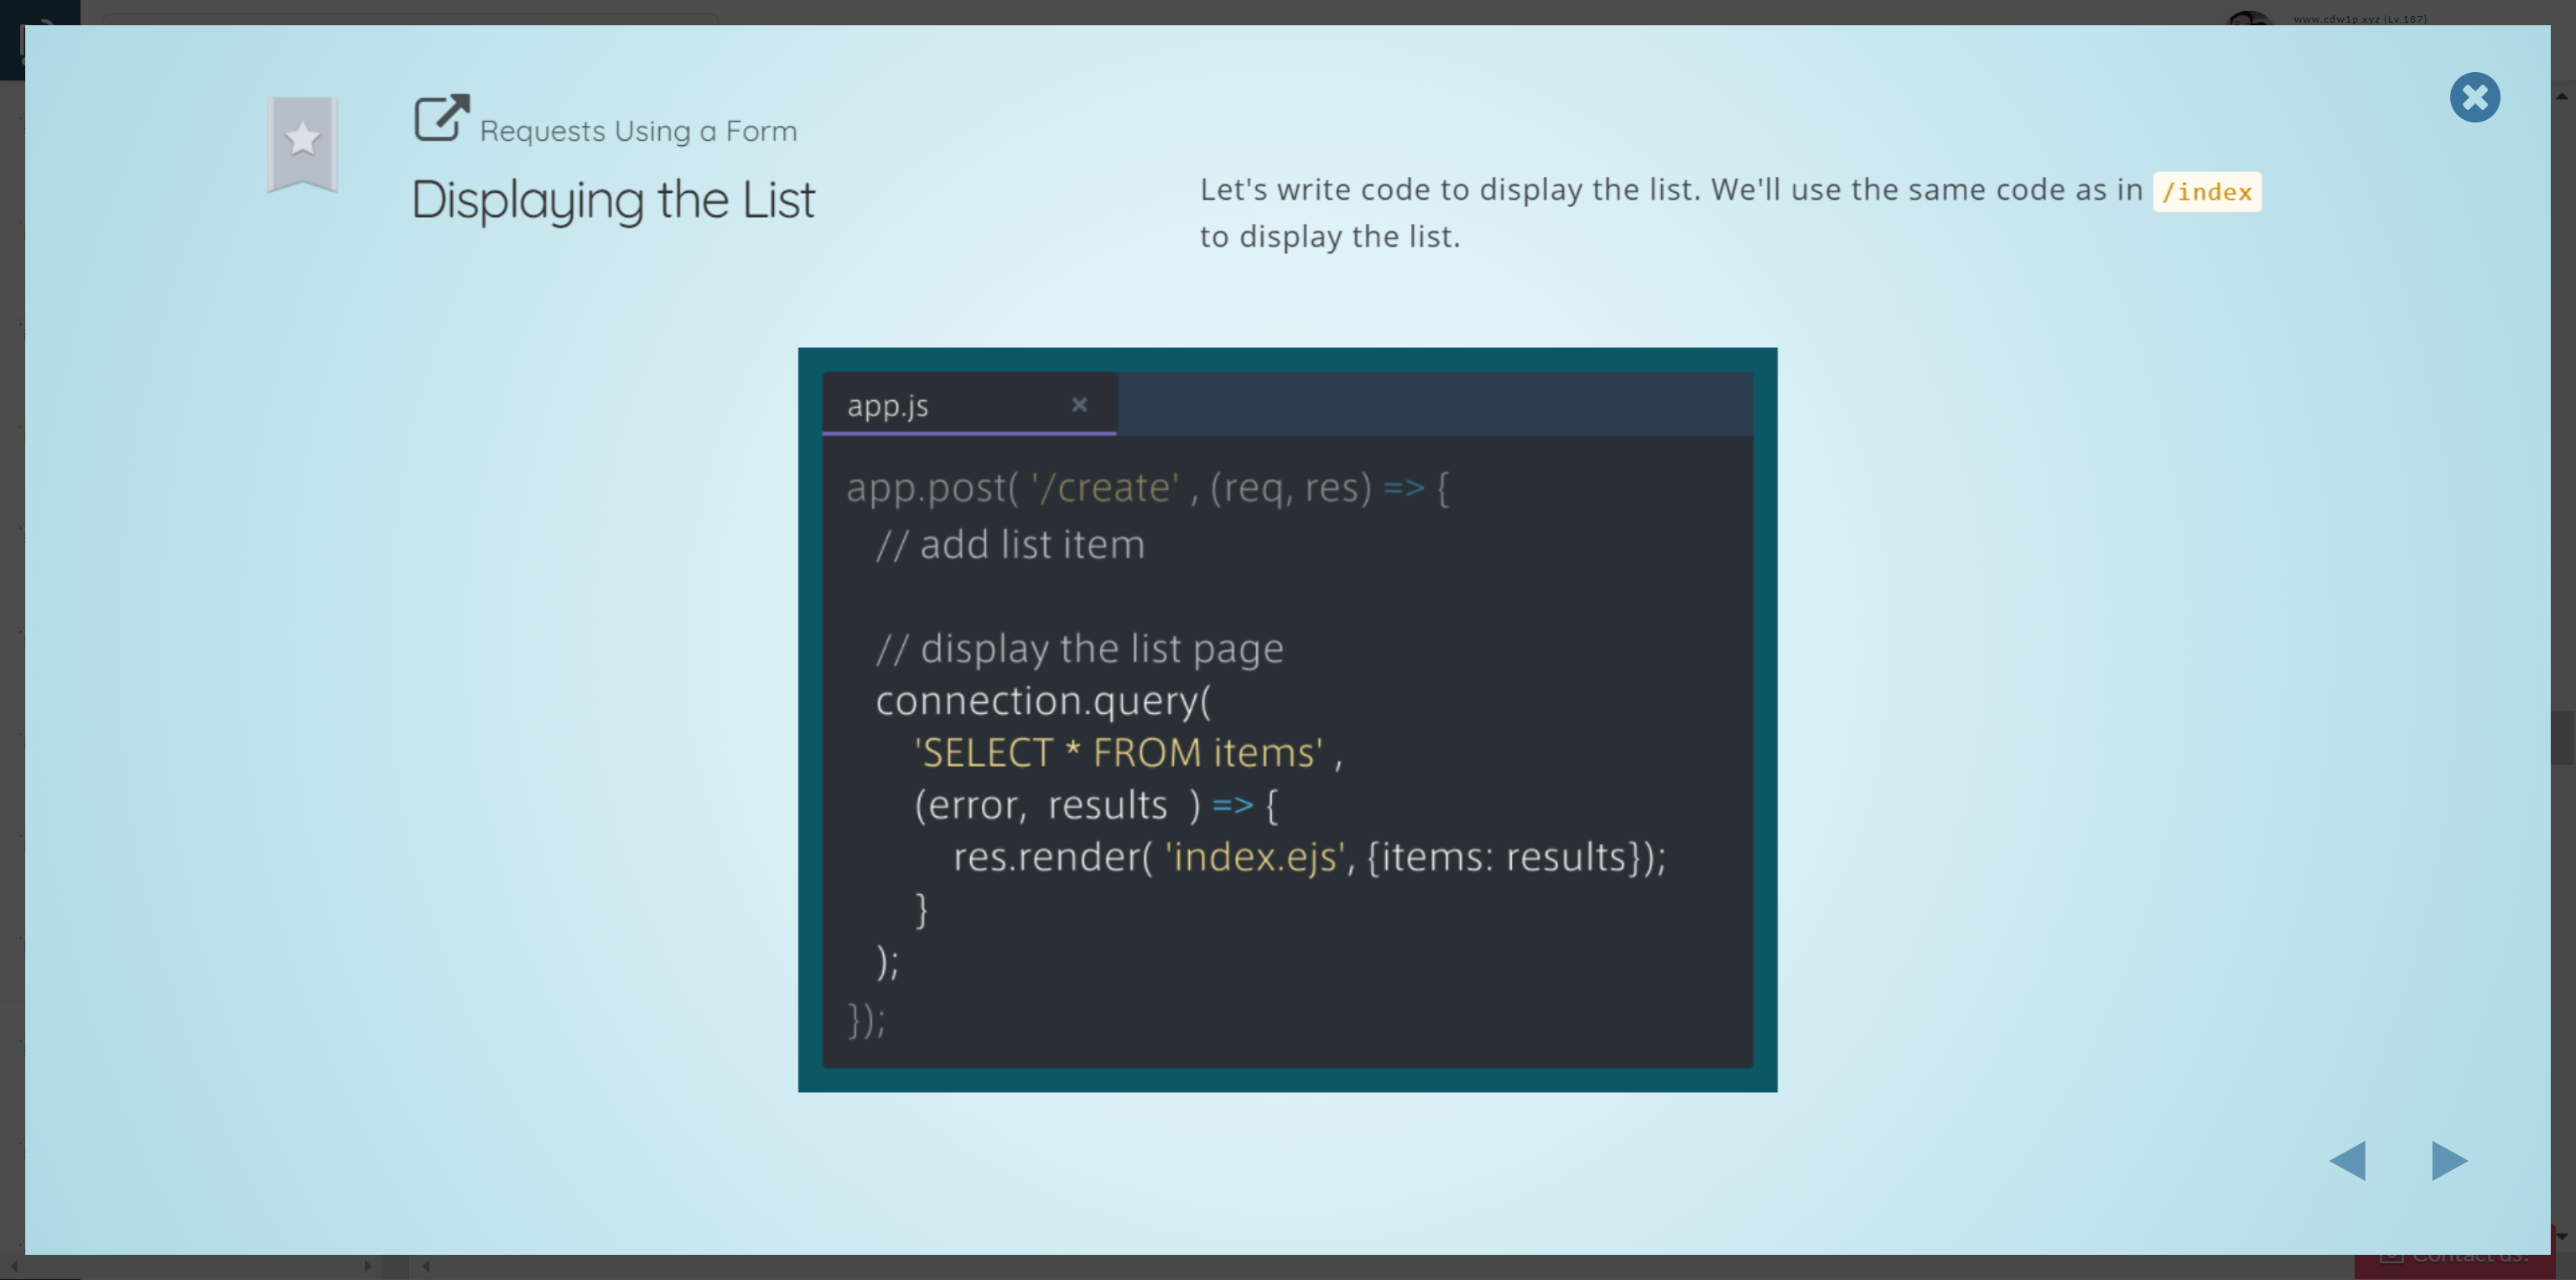 www.cdw1p.xyz (Lv.187)
Requests Using a Form
Displaying the List
Let's write code to display the list. We'll use the same code as in /index
to display the list.
app.js
app.post( '/create' , (req, res) => {
// add list item
// display the list page
connection.query(
'SELECT * FROM items' ,
(error, results ) => {
res.render( 'index.ejs', {items: results});
}
);
});
Contact us!